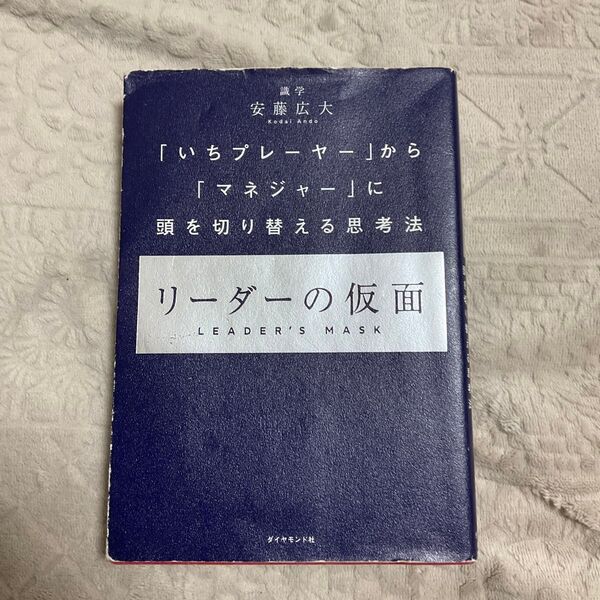 識学
安藤広大
Kodai Ando
「いちプレーヤー」から
「マネジャー」に
頭を切り替える思考法
リーダーの仮面
LEADER'S MASK
ダイヤモンド社